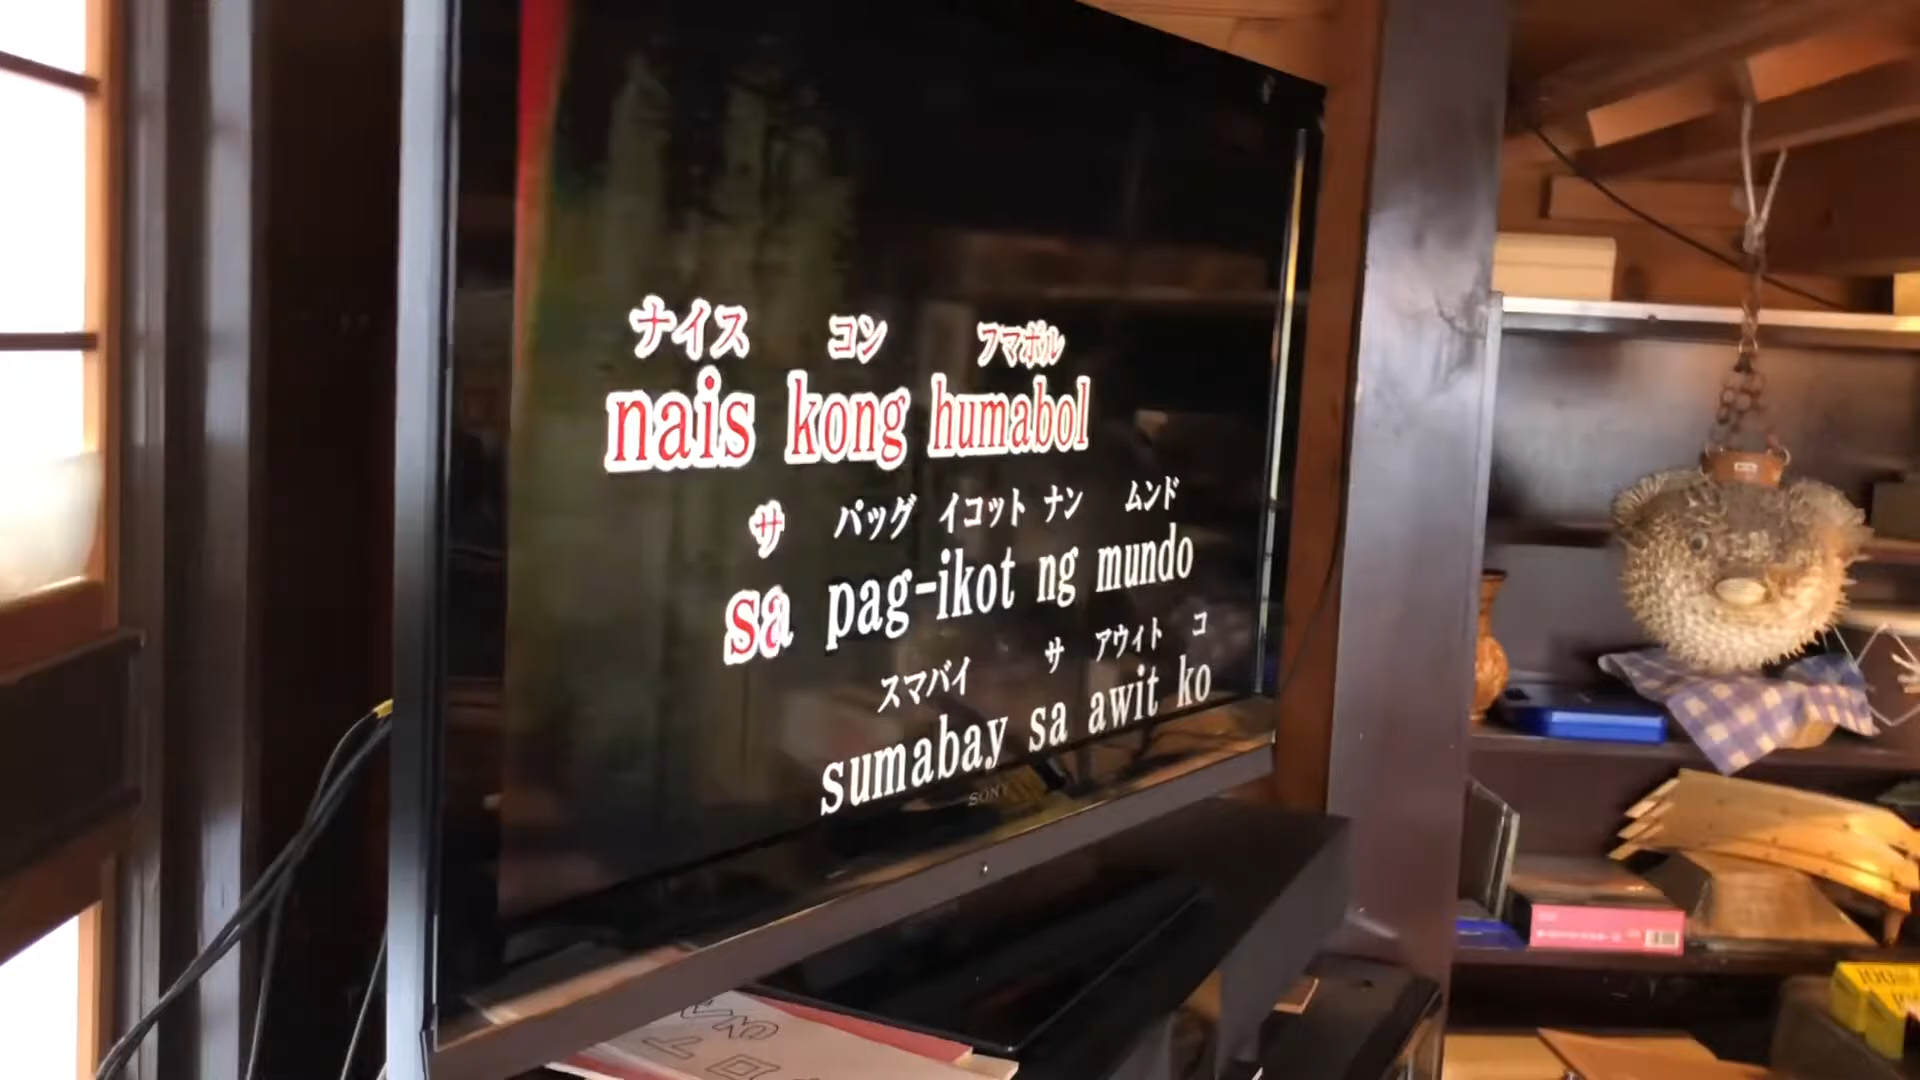 ナイス コン フマボル
nais kong humabol
サ パッグ イコット ナン ムンド
sa pag-ikot ng mundo
スマバイ サ アウィト コ
sumabay sa awit ko
SONY